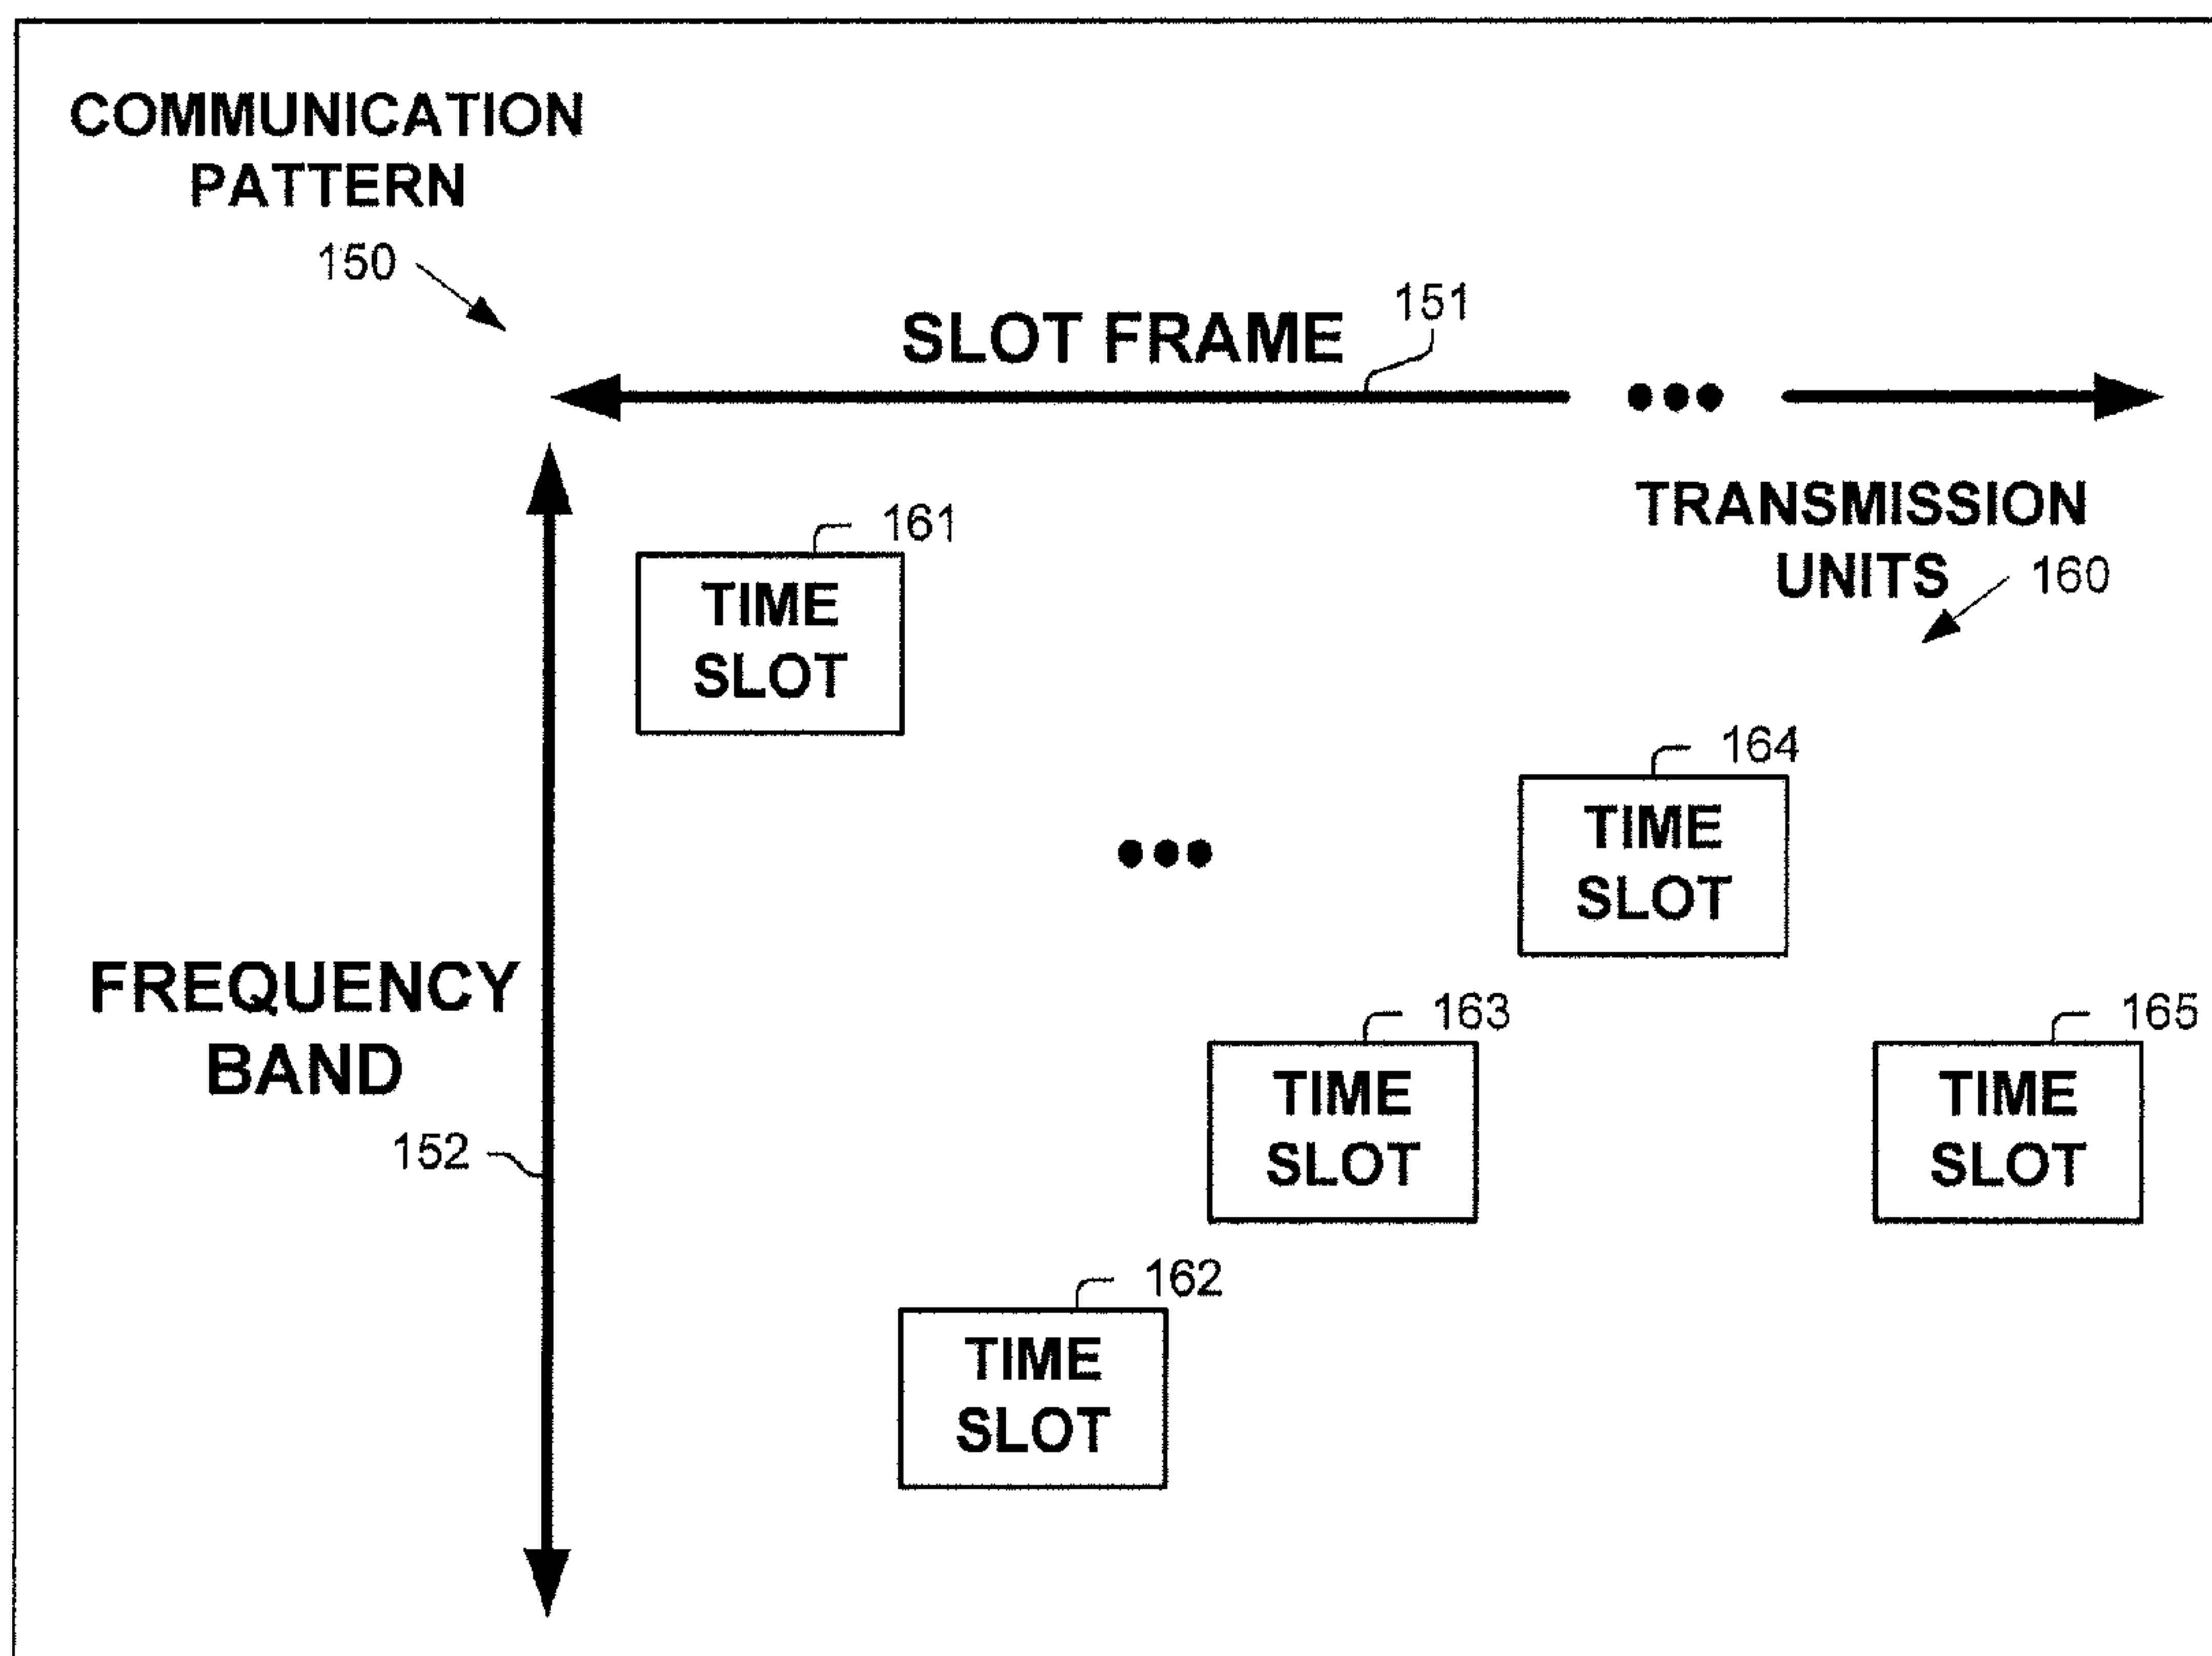 COMMUNICATION
PATTERN
150
SLOT FRAME
151
TRANSMISSION
UNITS
160
161
TIME
SLOT
164
TIME
SLOT
FREQUENCY
BAND
152
163
TIME
SLOT
165
TIME
SLOT
162
TIME
SLOT